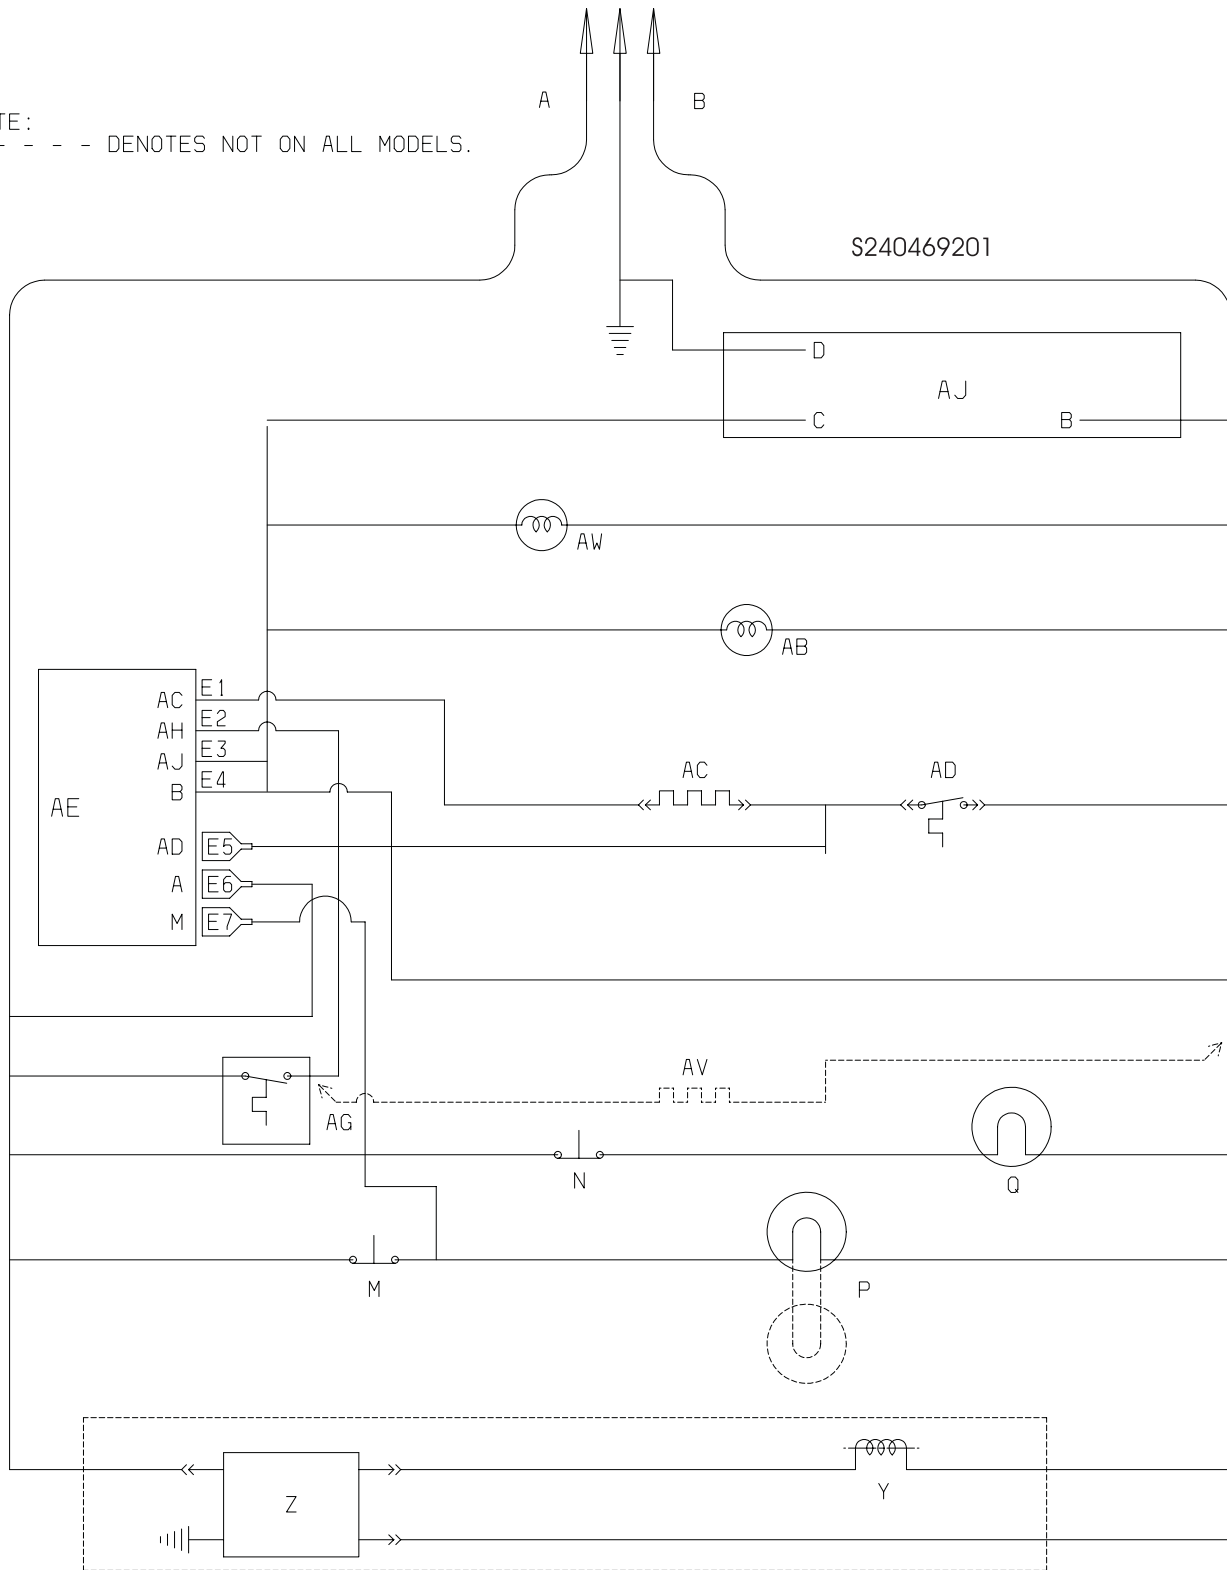 A
B
TE:
- - - - DENOTES NOT ON ALL MODELS.
S240469201
D
AJ
C
B
AW
AB
AC E1
AH E2
AJ E3
B E4
AE
AD E5
A E6
M E7
AC
AD
AV
AG
N
Q
M
P
Z
Y